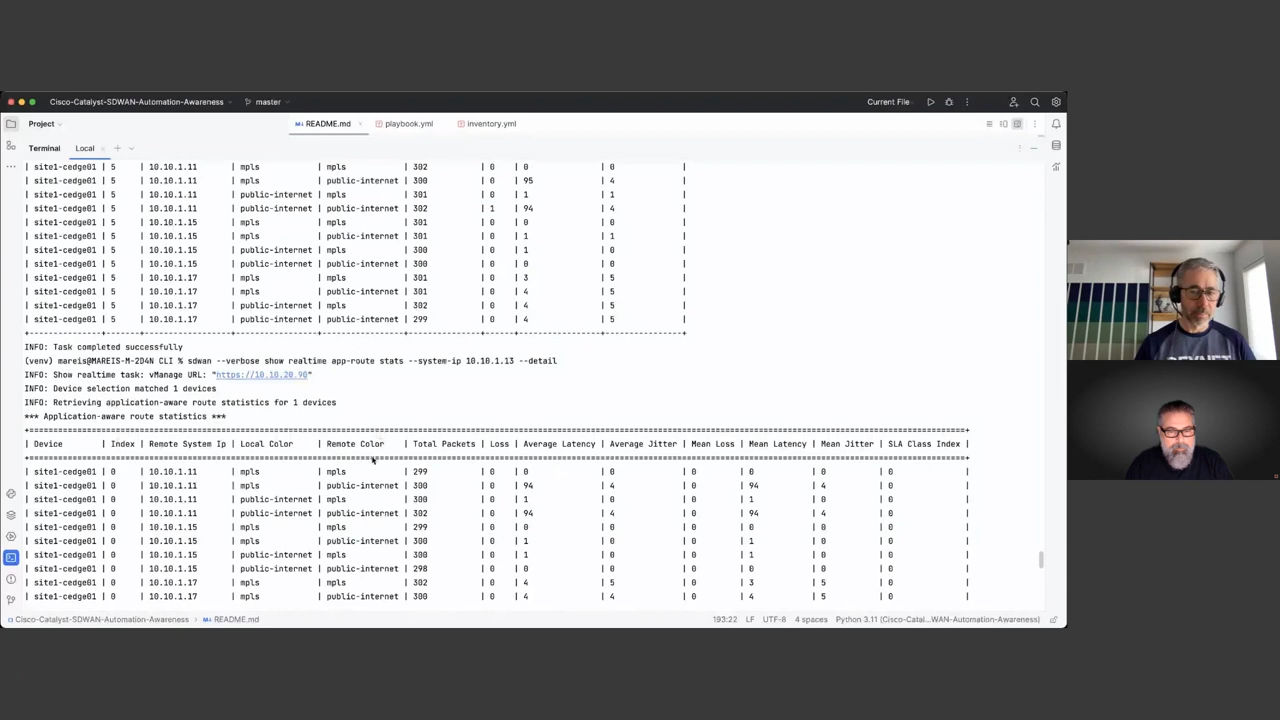 Cisco-Catalyst-SDWAN-Automation-Awareness master Current File
Project README.md playbook.yml inventory.yml
Terminal Local
| site1-cedge01 | 5 | 10.10.1.11 | mpls | mpls | 302 | 0 | 0 | 0 |
| site1-cedge01 | 5 | 10.10.1.11 | mpls | public-internet | 300 | 0 | 95 | 4 |
| site1-cedge01 | 5 | 10.10.1.11 | public-internet | mpls | 301 | 0 | 1 | 1 |
| site1-cedge01 | 5 | 10.10.1.11 | public-internet | public-internet | 302 | 1 | 94 | 4 |
| site1-cedge01 | 5 | 10.10.1.15 | mpls | mpls | 301 | 0 | 0 | 0 |
| site1-cedge01 | 5 | 10.10.1.15 | mpls | public-internet | 301 | 0 | 1 | 1 |
| site1-cedge01 | 5 | 10.10.1.15 | public-internet | mpls | 300 | 0 | 1 | 0 |
| site1-cedge01 | 5 | 10.10.1.15 | public-internet | public-internet | 300 | 0 | 0 | 0 |
| site1-cedge01 | 5 | 10.10.1.17 | mpls | mpls | 301 | 0 | 3 | 5 |
| site1-cedge01 | 5 | 10.10.1.17 | mpls | public-internet | 301 | 0 | 4 | 5 |
| site1-cedge01 | 5 | 10.10.1.17 | public-internet | mpls | 302 | 0 | 4 | 5 |
| site1-cedge01 | 5 | 10.10.1.17 | public-internet | public-internet | 299 | 0 | 4 | 5 |
INFO: Task completed successfully
(venv) mareis@MAREIS-M-2D4N CLI % sdwan --verbose show realtime app-route stats --system-ip 10.10.1.13 --detail
INFO: Show realtime task: vManage URL: "https://10.10.20.90"
INFO: Device selection matched 1 devices
INFO: Retrieving application-aware route statistics for 1 devices
*** Application-aware route statistics ***
| Device | Index | Remote System Ip | Local Color | Remote Color | Total Packets | Loss | Average Latency | Average Jitter | Mean Loss | Mean Latency | Mean Jitter | SLA Class Index |
| site1-cedge01 | 0 | 10.10.1.11 | mpls | mpls | 299 | 0 | 0 | 0 | 0 | 0 | 0 | 0 |
| site1-cedge01 | 0 | 10.10.1.11 | mpls | public-internet | 300 | 0 | 94 | 4 | 0 | 94 | 4 | 0 |
| site1-cedge01 | 0 | 10.10.1.11 | public-internet | mpls | 300 | 0 | 1 | 0 | 0 | 1 | 0 | 0 |
| site1-cedge01 | 0 | 10.10.1.11 | public-internet | public-internet | 302 | 0 | 94 | 4 | 0 | 94 | 4 | 0 |
| site1-cedge01 | 0 | 10.10.1.15 | mpls | mpls | 299 | 0 | 0 | 0 | 0 | 0 | 0 | 0 |
| site1-cedge01 | 0 | 10.10.1.15 | mpls | public-internet | 300 | 0 | 1 | 0 | 0 | 1 | 0 | 0 |
| site1-cedge01 | 0 | 10.10.1.15 | public-internet | mpls | 300 | 0 | 1 | 0 | 0 | 1 | 0 | 0 |
| site1-cedge01 | 0 | 10.10.1.15 | public-internet | public-internet | 298 | 0 | 0 | 0 | 0 | 0 | 0 | 0 |
| site1-cedge01 | 0 | 10.10.1.17 | mpls | mpls | 302 | 0 | 4 | 5 | 0 | 3 | 5 | 0 |
| site1-cedge01 | 0 | 10.10.1.17 | mpls | public-internet | 300 | 0 | 4 | 4 | 0 | 4 | 5 | 0 |
Cisco-Catalyst-SDWAN-Automation-Awareness > README.md 193:22 LF UTF-8 4 spaces Python 3.11 (Cisco-Catal...WAN-Automation-Awareness)